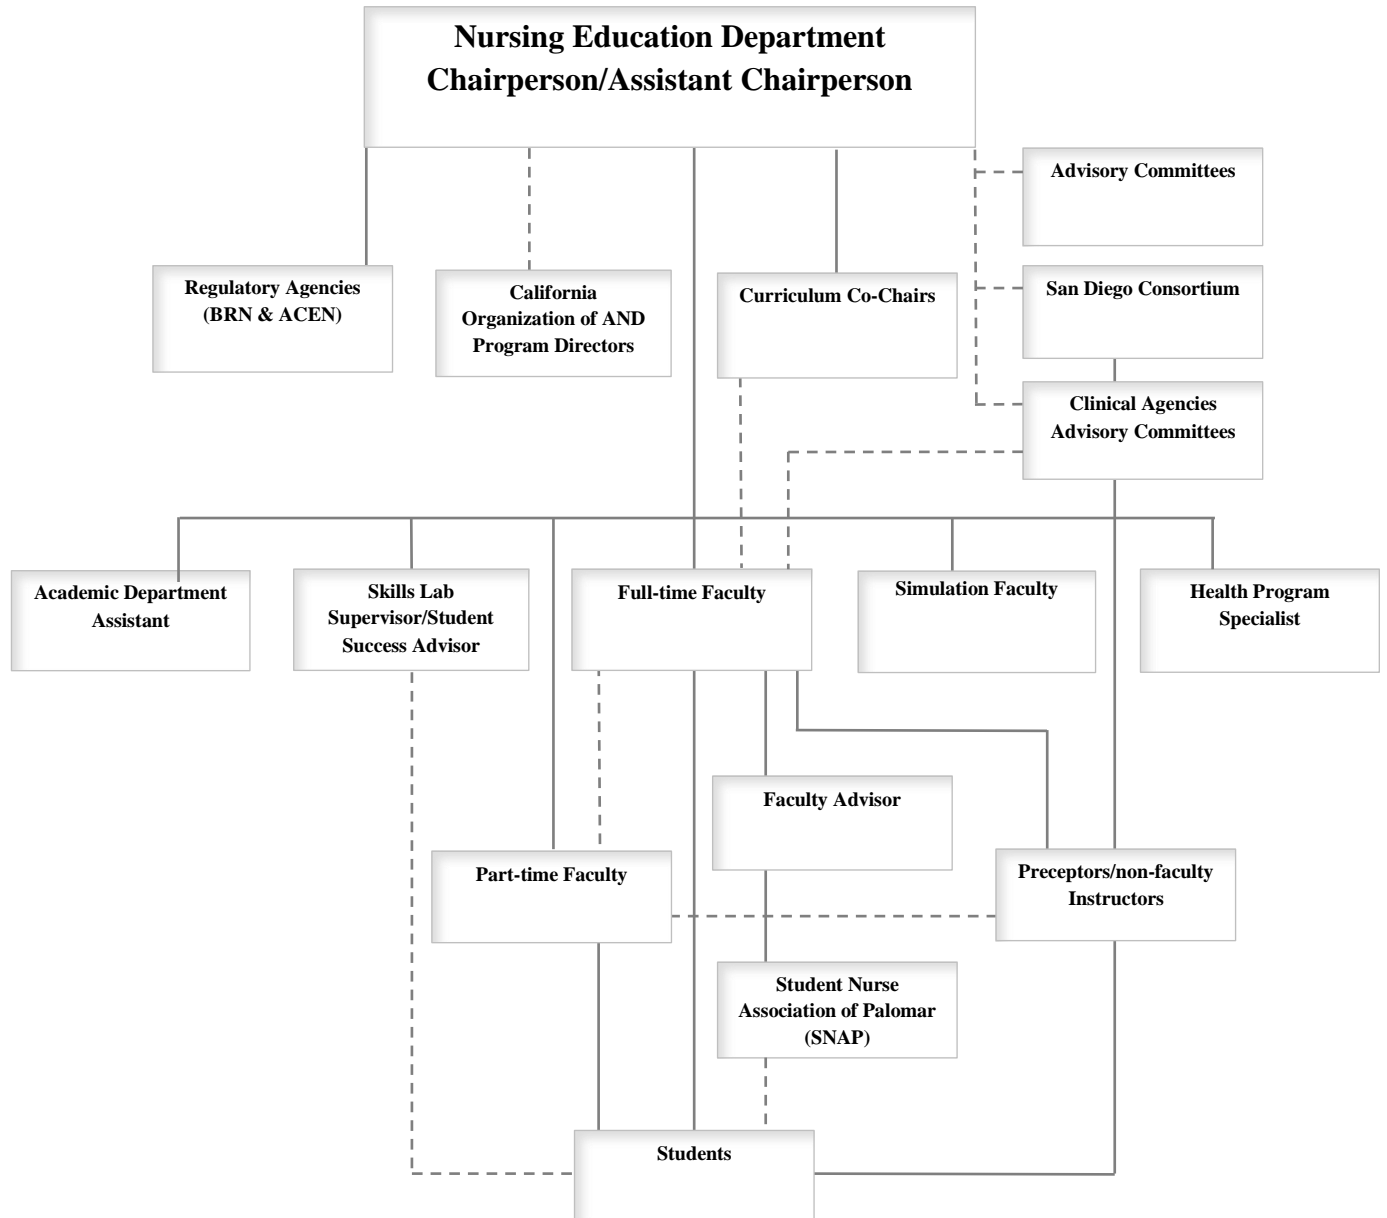 Nursing Education Department
Chairperson/Assistant Chairperson
Advisory Committees
Regulatory Agencies
(BRN & ACEN)
California
Organization of AND
Program Directors
Curriculum Co-Chairs
San Diego Consortium
Clinical Agencies
Advisory Committees
Academic Department
Assistant
Skills Lab
Supervisor/Student
Success Advisor
Full-time Faculty
Simulation Faculty
Health Program
Specialist
Faculty Advisor
Part-time Faculty
Preceptors/non-faculty
Instructors
Student Nurse
Association of Palomar
(SNAP)
Students